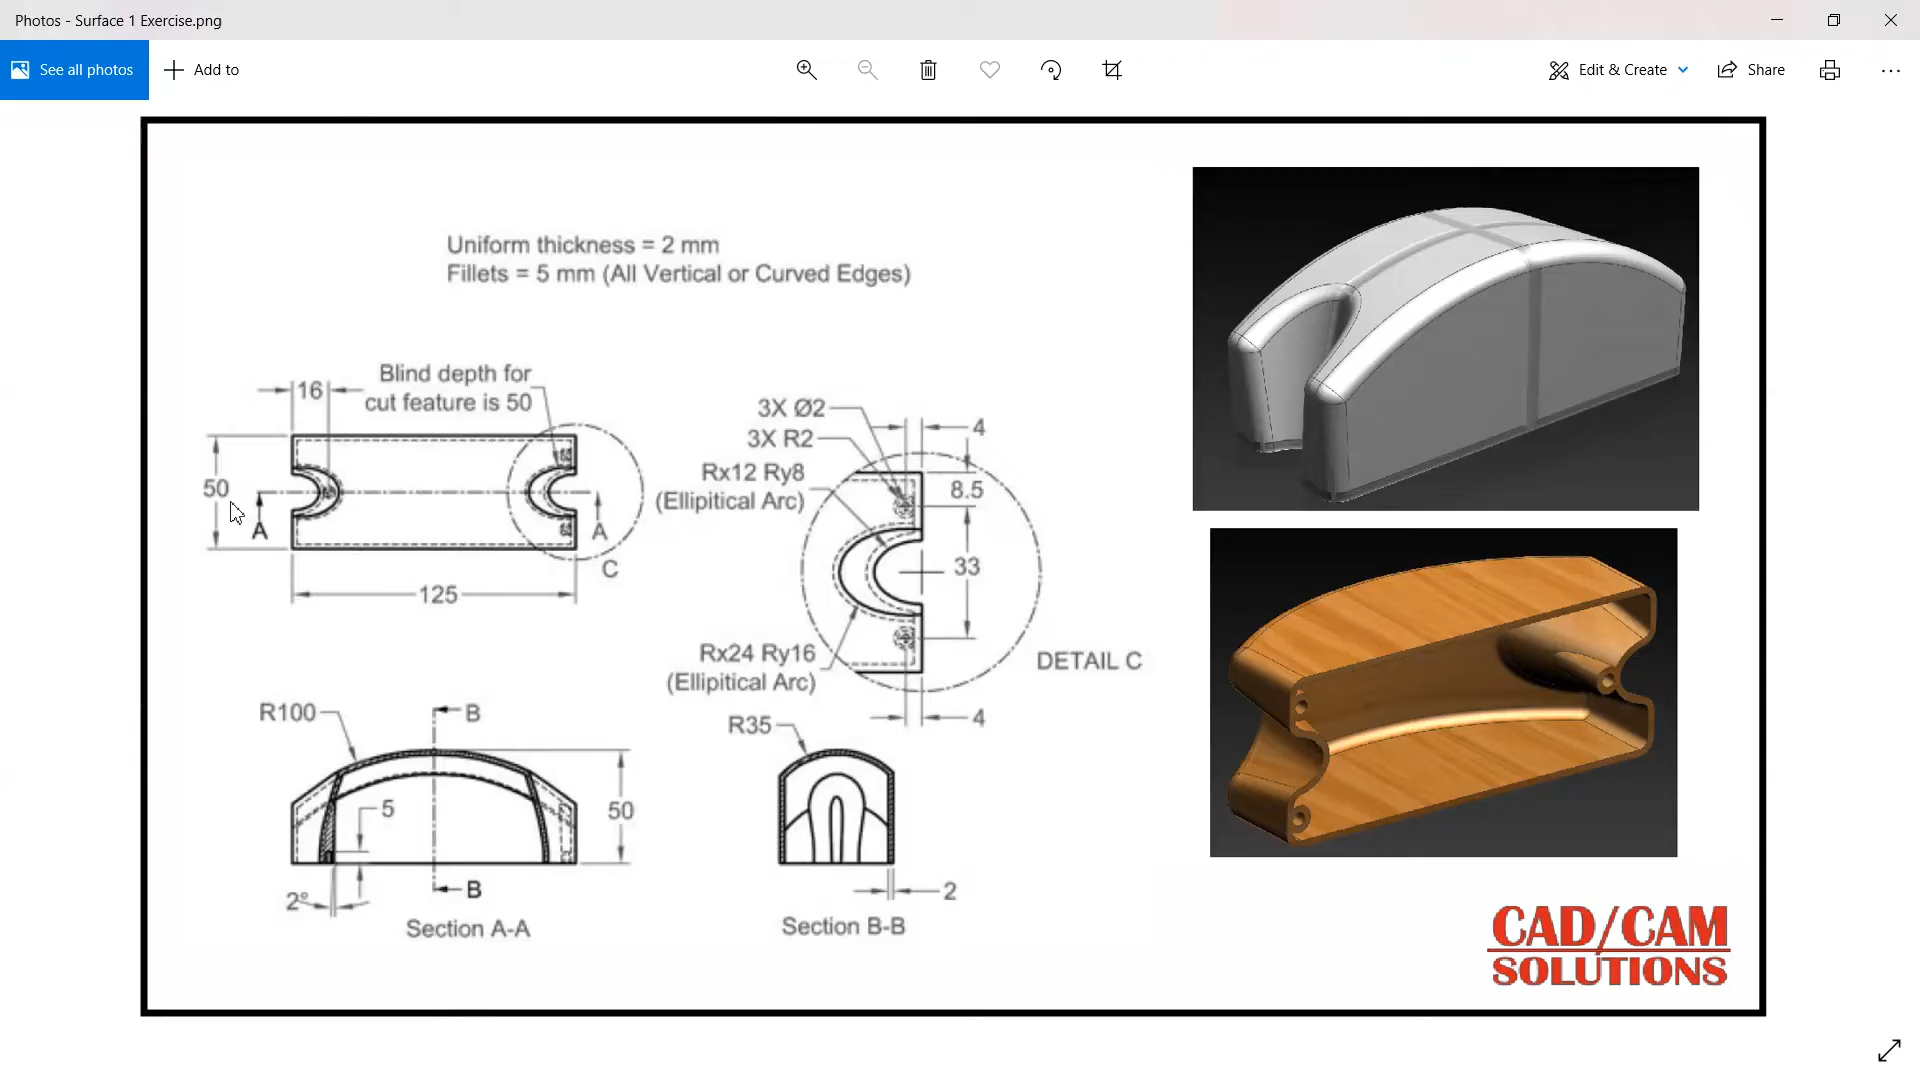 Photos - Surface 1 Exercise.png
See all photos
Add to
Edit & Create
Share
Uniform thickness = 2 mm
Fillets = 5 mm (All Vertical or Curved Edges)
16
Blind depth for
cut feature is 50
50
A
A
C
125
3X Ø2
3X R2
4
Rx12 Ry8
(Ellipitical Arc)
8.5
33
Rx24 Ry16
(Ellipitical Arc)
DETAIL C
4
R100
B
5
50
2°
B
Section A-A
R35
2
Section B-B
CAD/CAM
SOLUTIONS